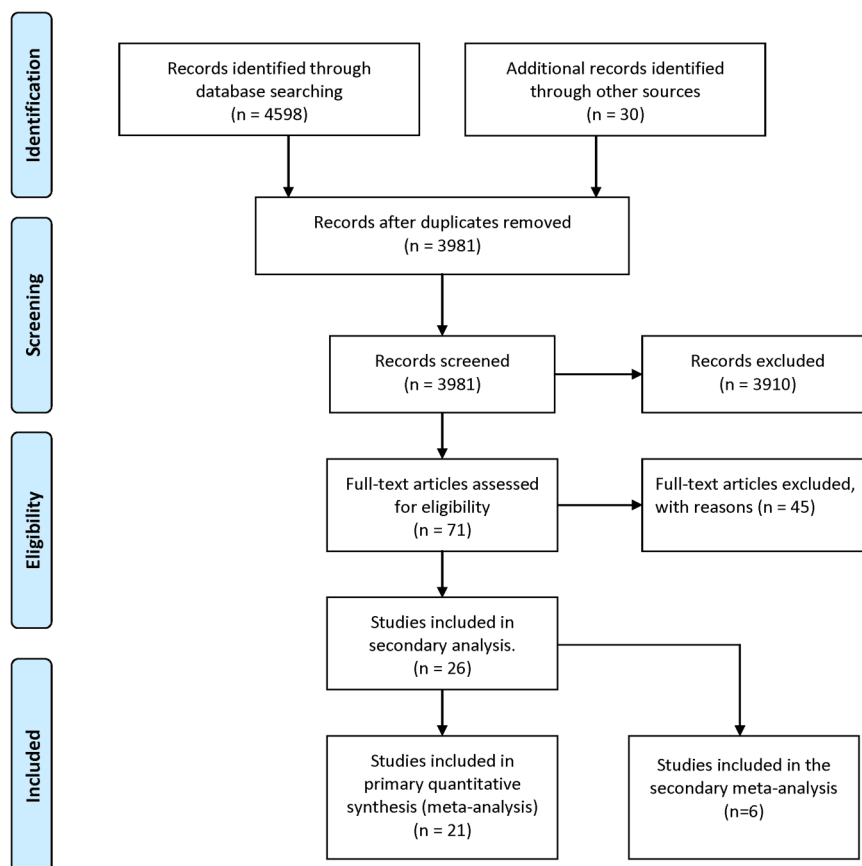 Identification
Records identified through
database searching
(n = 4598)
Additional records identified
through other sources
(n = 30)
Records after duplicates removed
(n = 3981)
Screening
Records screened
(n = 3981)
Records excluded
(n = 3910)
Eligibility
Full-text articles assessed
for eligibility
(n = 71)
Full-text articles excluded,
with reasons (n = 45)
Studies included in
secondary analysis.
(n = 26)
Included
Studies included in
primary quantitative
synthesis (meta-analysis)
(n = 21)
Studies included in the
secondary meta-analysis
(n=6)